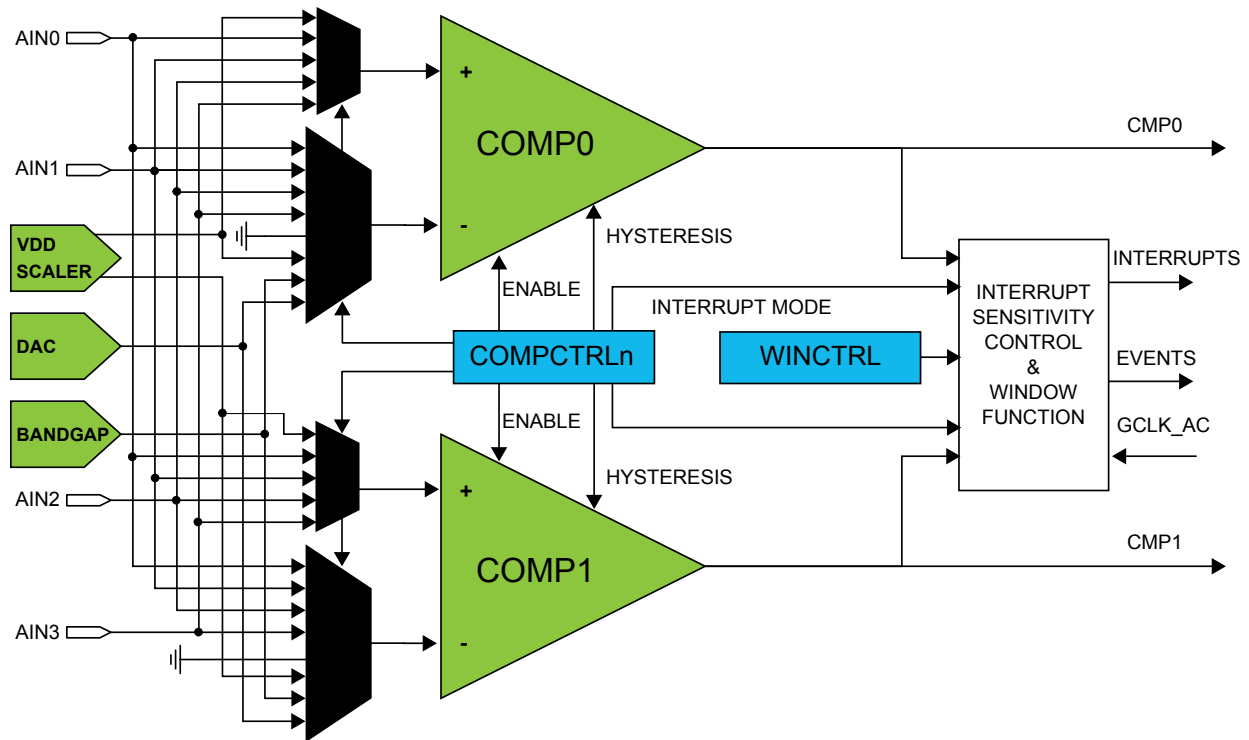 AIN0
+
COMP0
-
CMP0
AIN1
VDD
SCALER
HYSTERESIS
ENABLE
INTERRUPT MODE
INTERRUPT
SENSITIVITY
CONTROL
&
WINDOW
FUNCTION
INTERRUPTS
DAC
COMPCTRLn
WINCTRL
EVENTS
BANDGAP
ENABLE
GCLK_AC
HYSTERESIS
AIN2
+
COMP1
-
CMP1
AIN3